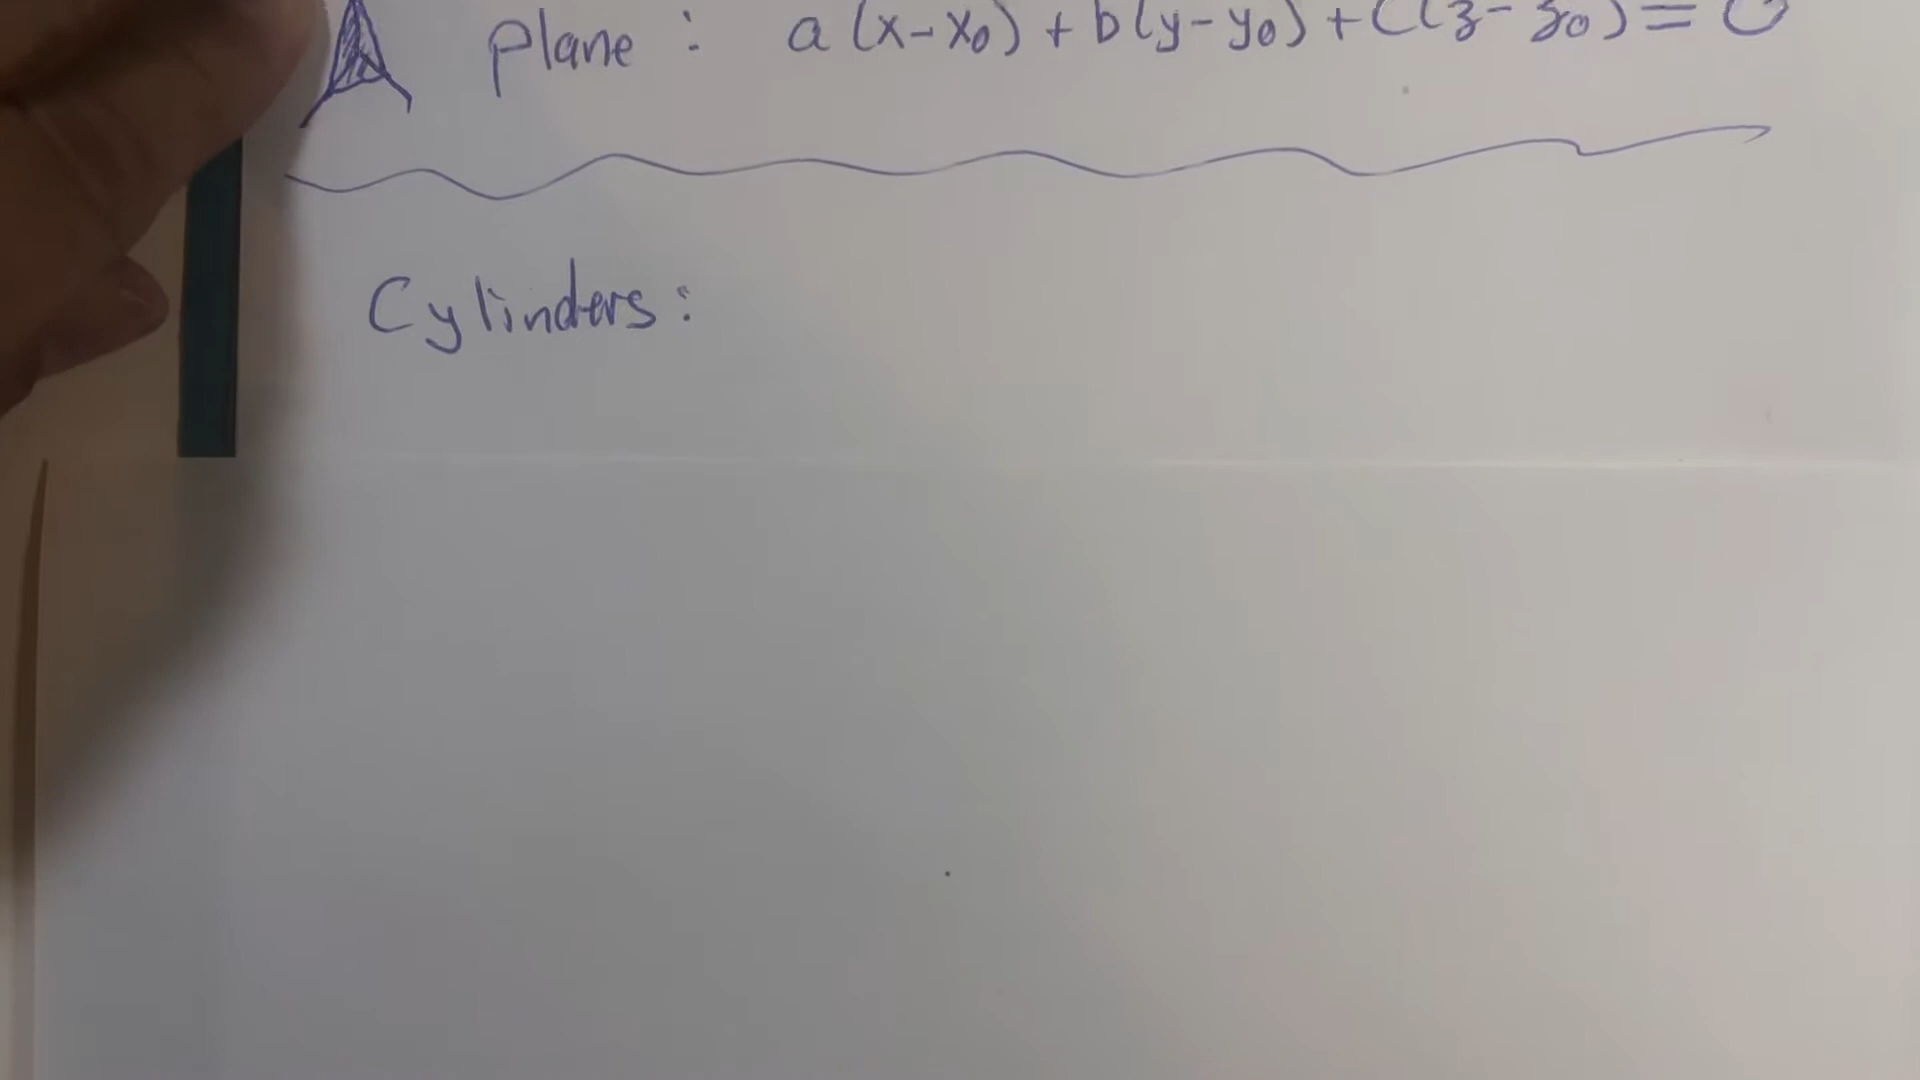 plane : a(x-x₀) + b(y-y₀) + c(z-z₀) = 0
Cylinders :